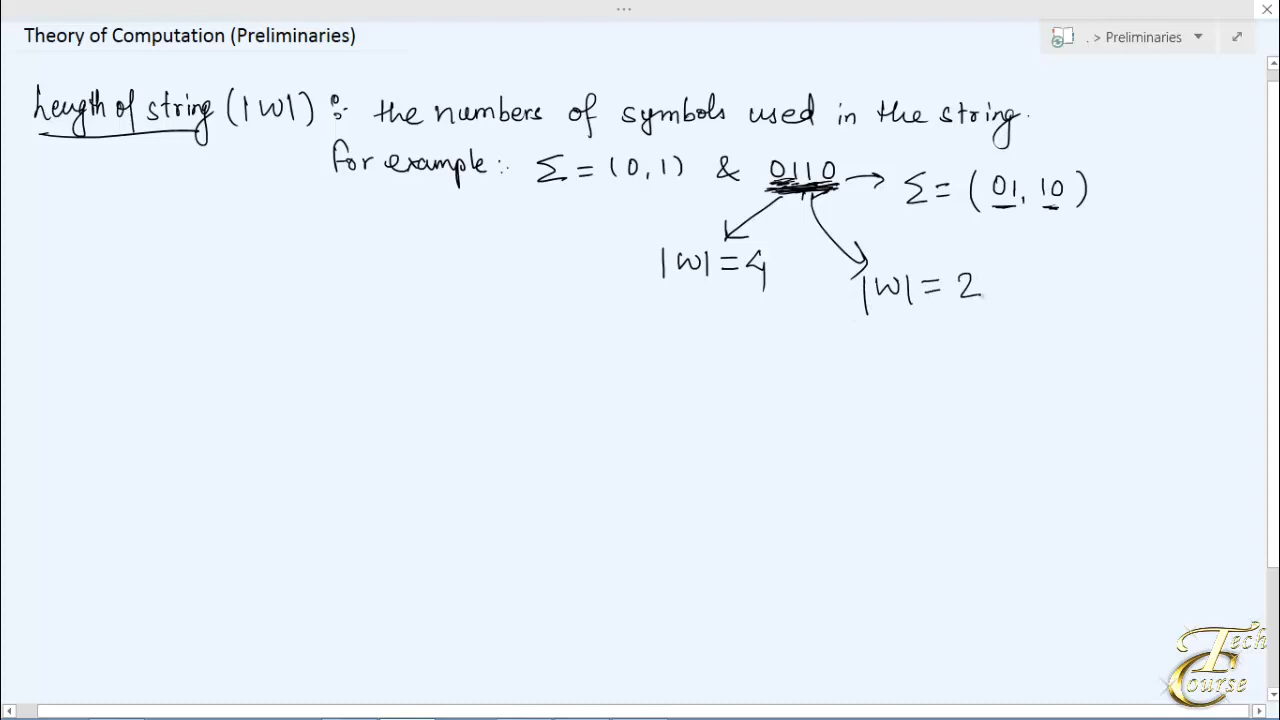 Theory of Computation (Preliminaries)
. > Preliminaries
Length of string (|W|) : the numbers of symbols used in the string.
for example :- Σ = (0,1) & 0110 → Σ = (01, 10)
|W| = 4
|W| = 2
Tech
Course